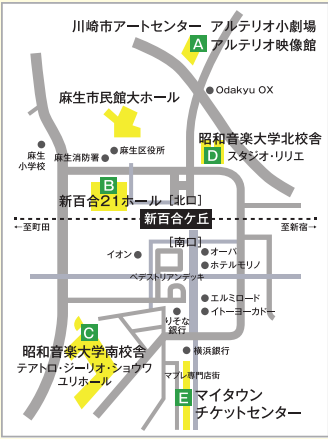 川崎市アートセンター アルテリオ小劇場
A アルテリオ映像館
Odakyu OX
麻生市民館大ホール
昭和音楽大学北校舎
D スタジオ・リリエ
麻生区役所
麻生消防署
麻生
小学校
B
新百合21ホール [北口]
新百合ケ丘
←至町田
至新宿→
[南口]
イオン
オーパ
ホテルモリノ
ペデストリアンデッキ
エルミロード
イトーヨーカドー
りそな
銀行
C
昭和音楽大学南校舎
テアトロ・ジーリオ・ショウワ
ユリホール
横浜銀行
マプレ専門店街
E マイタウン
チケットセンター